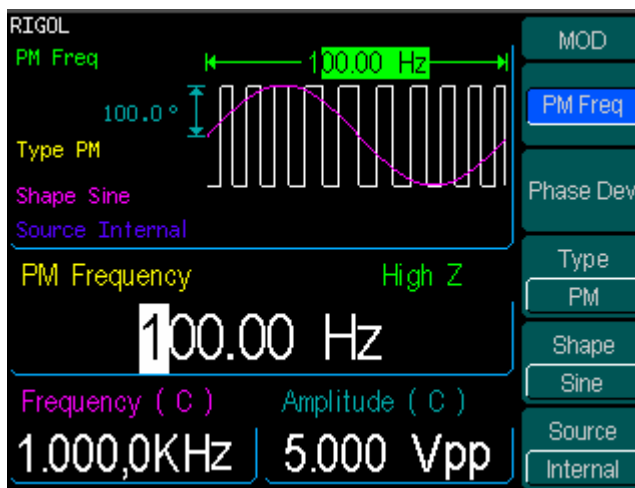 RIGOL
PM Freq
100.00 Hz
100.0°
Type PM
Shape Sine
Source Internal
PM Frequency
High Z
100.00 Hz
Frequency ( C )
Amplitude ( C )
1.000,0KHz
5.000 Vpp
MOD
PM Freq
Phase Dev
Type
PM
Shape
Sine
Source
Internal